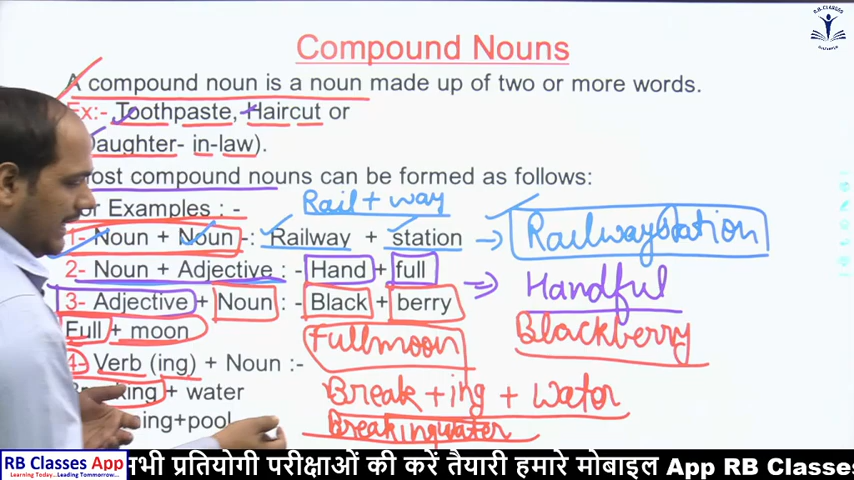 R.B. CLASSES
Compound Nouns
A compound noun is a noun made up of two or more words.
Ex:- Toothpaste, Haircut or
Daughter- in-law).
Most compound nouns can be formed as follows:
For Examples : -
Rail + way
1- Noun + Noun -: Railway + station → Railwaystation
2- Noun + Adjective : - Hand + full ⇒ Handful
3- Adjective + Noun : - Black + berry Blackberry
Full + moon Fullmoon
4- Verb (ing) + Noun :-
Breaking + water Break + ing + Water
ing+pool Breakingwater
RB Classes App
Learning Today...Leading Tommorrow...
सभी प्रतियोगी परीक्षाओं की करें तैयारी हमारे मोबाइल App RB Classes